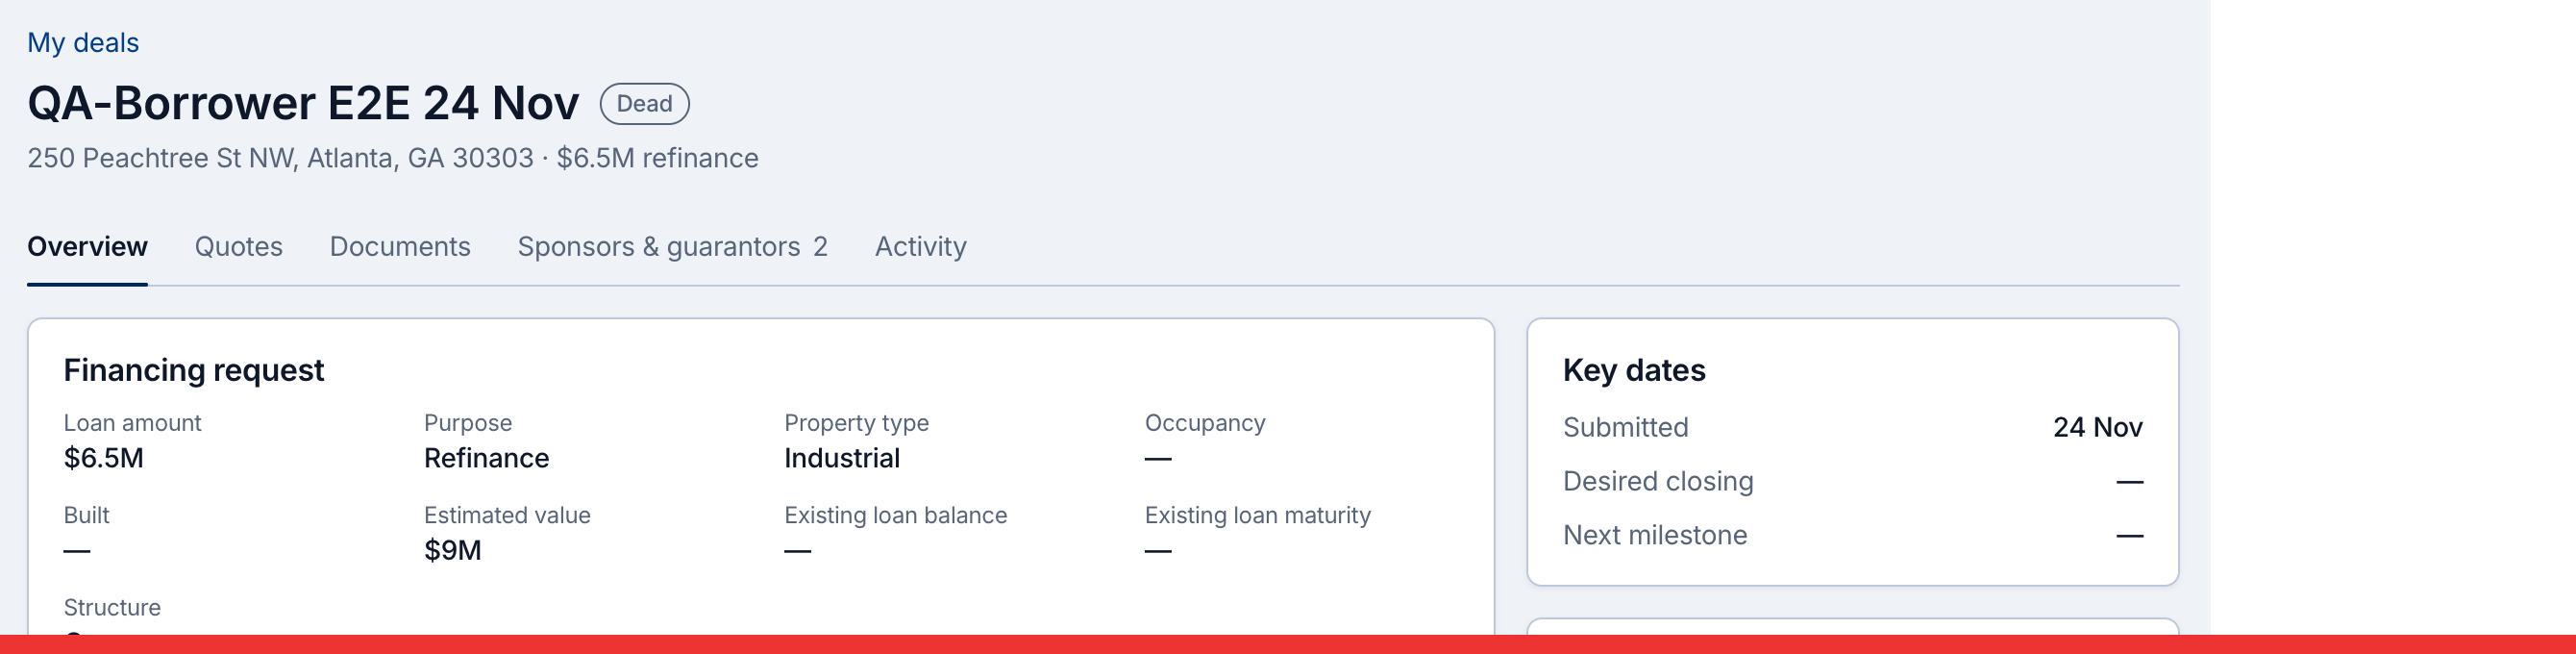 My deals
QA-Borrower E2E 24 Nov Dead
250 Peachtree St NW, Atlanta, GA 30303 · $6.5M refinance
Overview Quotes Documents Sponsors & guarantors 2 Activity
Financing request
Loan amount Purpose Property type Occupancy
$6.5M Refinance Industrial —
Built Estimated value Existing loan balance Existing loan maturity
— $9M — —
Structure
Key dates
Submitted 24 Nov
Desired closing —
Next milestone —